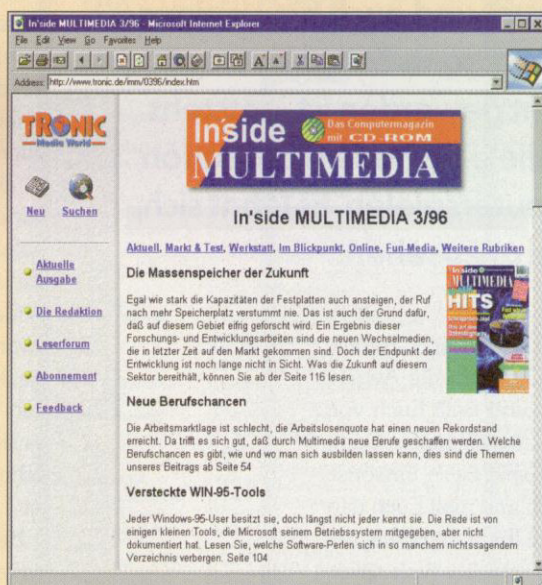 In'side MULTIMEDIA 3/96 - Microsoft Internet Explorer
File Edit View Go Favorites Help
Address: http://www.tronic.de/imm/0396/index.htm
TRONIC
Media World
Neu Suchen
Aktuelle
Ausgabe
Die Redaktion
Leserforum
Abonnement
Feedback
In'side Das Computermagazin
mit CD-ROM
MULTIMEDIA
In'side MULTIMEDIA 3/96
Aktuell, Markt & Test, Werkstatt, Im Blickpunkt, Online, Fun-Media, Weitere Rubriken
Die Massenspeicher der Zukunft
Egal wie stark die Kapazitäten der Festplatten auch ansteigen, der Ruf
nach mehr Speicherplatz verstummt nie. Das ist auch der Grund dafür,
daß auf diesem Gebiet eifrig geforscht wird. Ein Ergebnis dieser
Forschungs- und Entwicklungsarbeiten sind die neuen Wechselmedien,
die in letzter Zeit auf den Markt gekommen sind. Doch der Endpunkt der
Entwicklung ist noch lange nicht in Sicht. Was die Zukunft auf diesem
Sektor bereithält, können Sie ab der Seite 116 lesen.
In'side
MULTIMEDIA
HITS
Neue Berufschancen
Die Arbeitsmarktlage ist schlecht, die Arbeitslosenquote hat einen neuen Rekordstand
erreicht. Da trifft es sich gut, daß durch Multimedia neue Berufe geschaffen werden. Welche
Berufschancen es gibt, wie und wo man sich ausbilden lassen kann, dies sind die Themen
unseres Beitrags ab Seite 54
Versteckte WIN-95-Tools
Jeder Windows-95-User besitzt sie, doch längst nicht jeder kennt sie. Die Rede ist von
einigen kleinen Tools, die Microsoft seinem Betriebssystem mitgegeben, aber nicht
dokumentiert hat. Lesen Sie, welche Software-Perlen sich in so manchem nichtssagendem
Verzeichnis verbergen. Seite 104